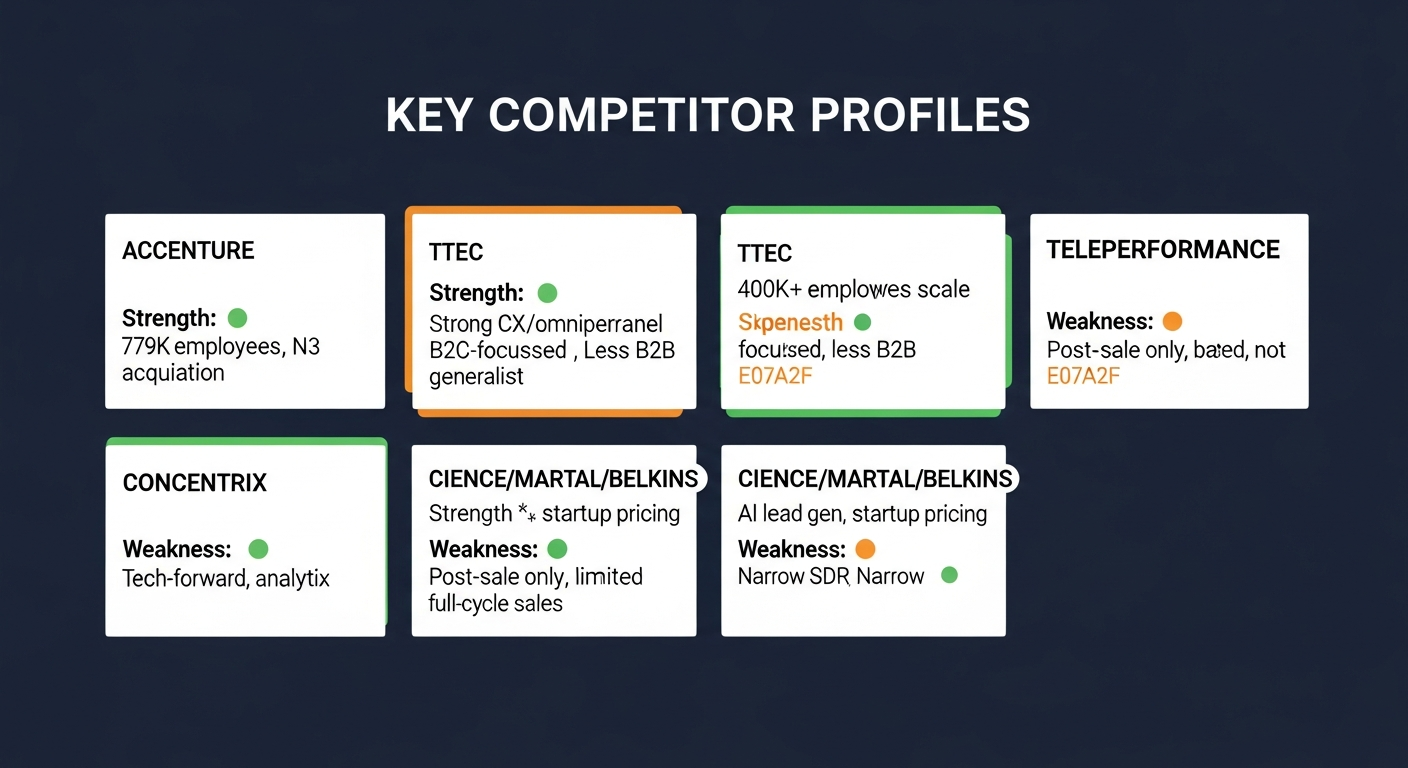 KEY COMPETITOR PROFILES
ACCENTURE
Strength:
779K employees, N3
acquiation
TTEC
Strength:
Strong CX/omniperranel
B2C-focussed , Less B2B
generalist
TTEC
400K+ employees scale
focutsed, less B2B
E07A2F
TELEPERFORMANCE
Weakness:
Post-sale only, bated, not
E07A2F
CONCENTRIX
Weakness:
Tech-forward, analytix
CIENCE/MARTAL/BELKINS
Strength ** startup pricing
Weakness:
Post-sale only, limited
full-cycle sales
CIENCE/MARTAL/BELKINS
AI lead gen, startup pricing
Weakness:
Narrow SDR, Narrow